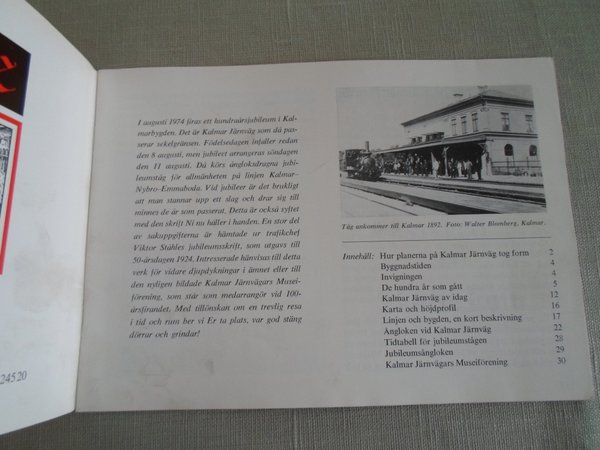 I augusti 1974 firas ett hundraårsjubileum i Kal-
marbygden. Det är Kalmar Järnväg som då pas-
serar sekelgränsen. Födelsedagen infaller redan
den 8 augusti, men jubileet arrangeras söndagen
den 11 augusti. Då körs ångloksdragna jubi-
leumståg för allmänheten på linjen Kalmar–
Nybro-Emmaboda. Vid jubileer är det brukligt
att man stannar upp ett slag och drar sig till
minnes de år som passerat. Detta är också syftet
med den skrift Ni nu håller i handen. En stor del
av sakuppgifterna är hämtade ur trafikchef
Viktor Ståhles jubileumsskrift, som utgavs till
50-årsdagen 1924. Intresserade hänvisas till detta
verk för vidare djupdykningar i ämnet eller till
den nyligen bildade Kalmar Järnvägars Musei-
förening, som står som medarrangör vid 100-
årsfirandet. Med tillönskan om en trevlig resa
i tid och rum ber vi Er ta plats, var god stäng
dörrar och grindar!
24520
Tåg ankommer till Kalmar 1892. Foto: Walter Blomberg, Kalmar.
Innehåll: Hur planerna på Kalmar Järnväg tog form 2
Byggnadstiden 4
Invigningen 4
De hundra år som gått 5
Kalmar Järnväg av idag 12
Karta och höjdprofil 16
Linjen och bygden, en kort beskrivning 17
Ångloken vid Kalmar Järnväg 22
Tidtabell för jubileumstågen 28
Jubileumsångloken 29
Kalmar Järnvägars Museiförening 30